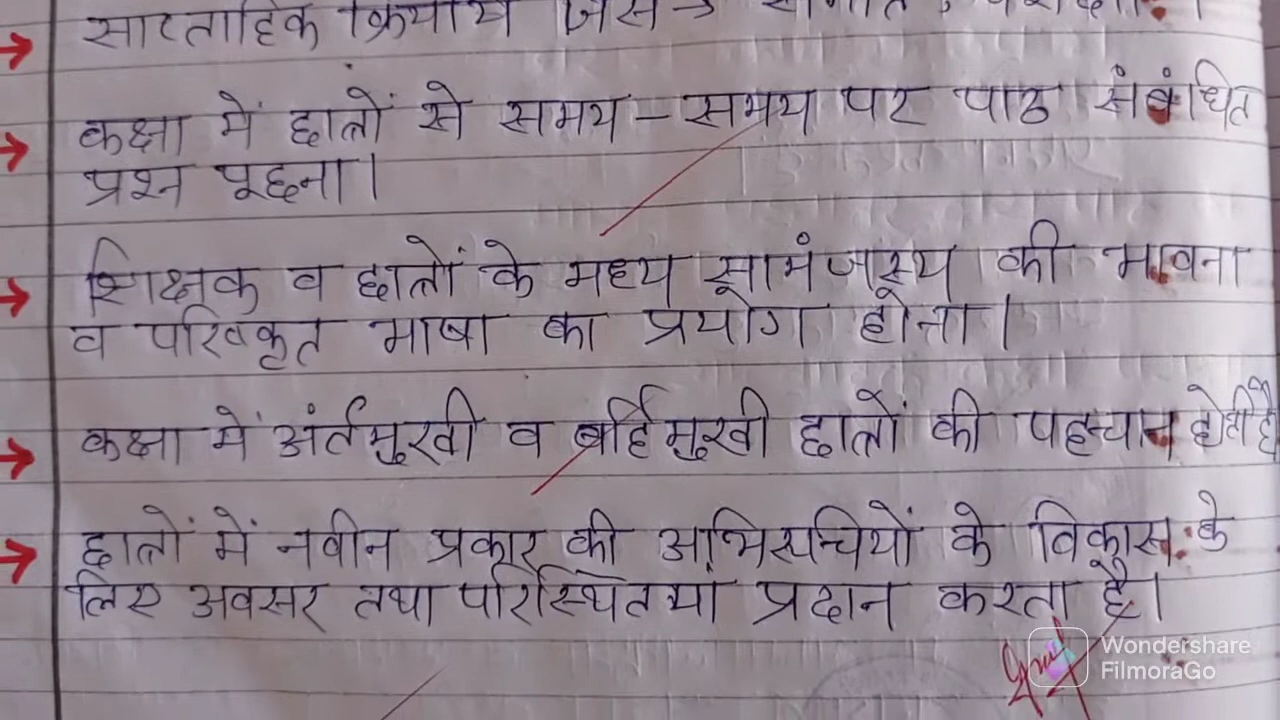 साप्ताहिक क्रियाये जैसे →
कक्षा में छात्रों से समय – समय पर पाठ संबंधित
प्रश्न पूछना।
शिक्षक व छात्रों के मध्य सामंजस्य की भावना
व परिष्कृत भाषा का प्रयोग होना।
कक्षा में अंर्तमुखी व बर्हिमुखी छात्रों की पहचान होती है
छात्रों में नवीन प्रकार की अभिरुचियों के विकास के
लिए अवसर तथा परिस्थितया प्रदान करता है।
Wondershare
FilmoraGo